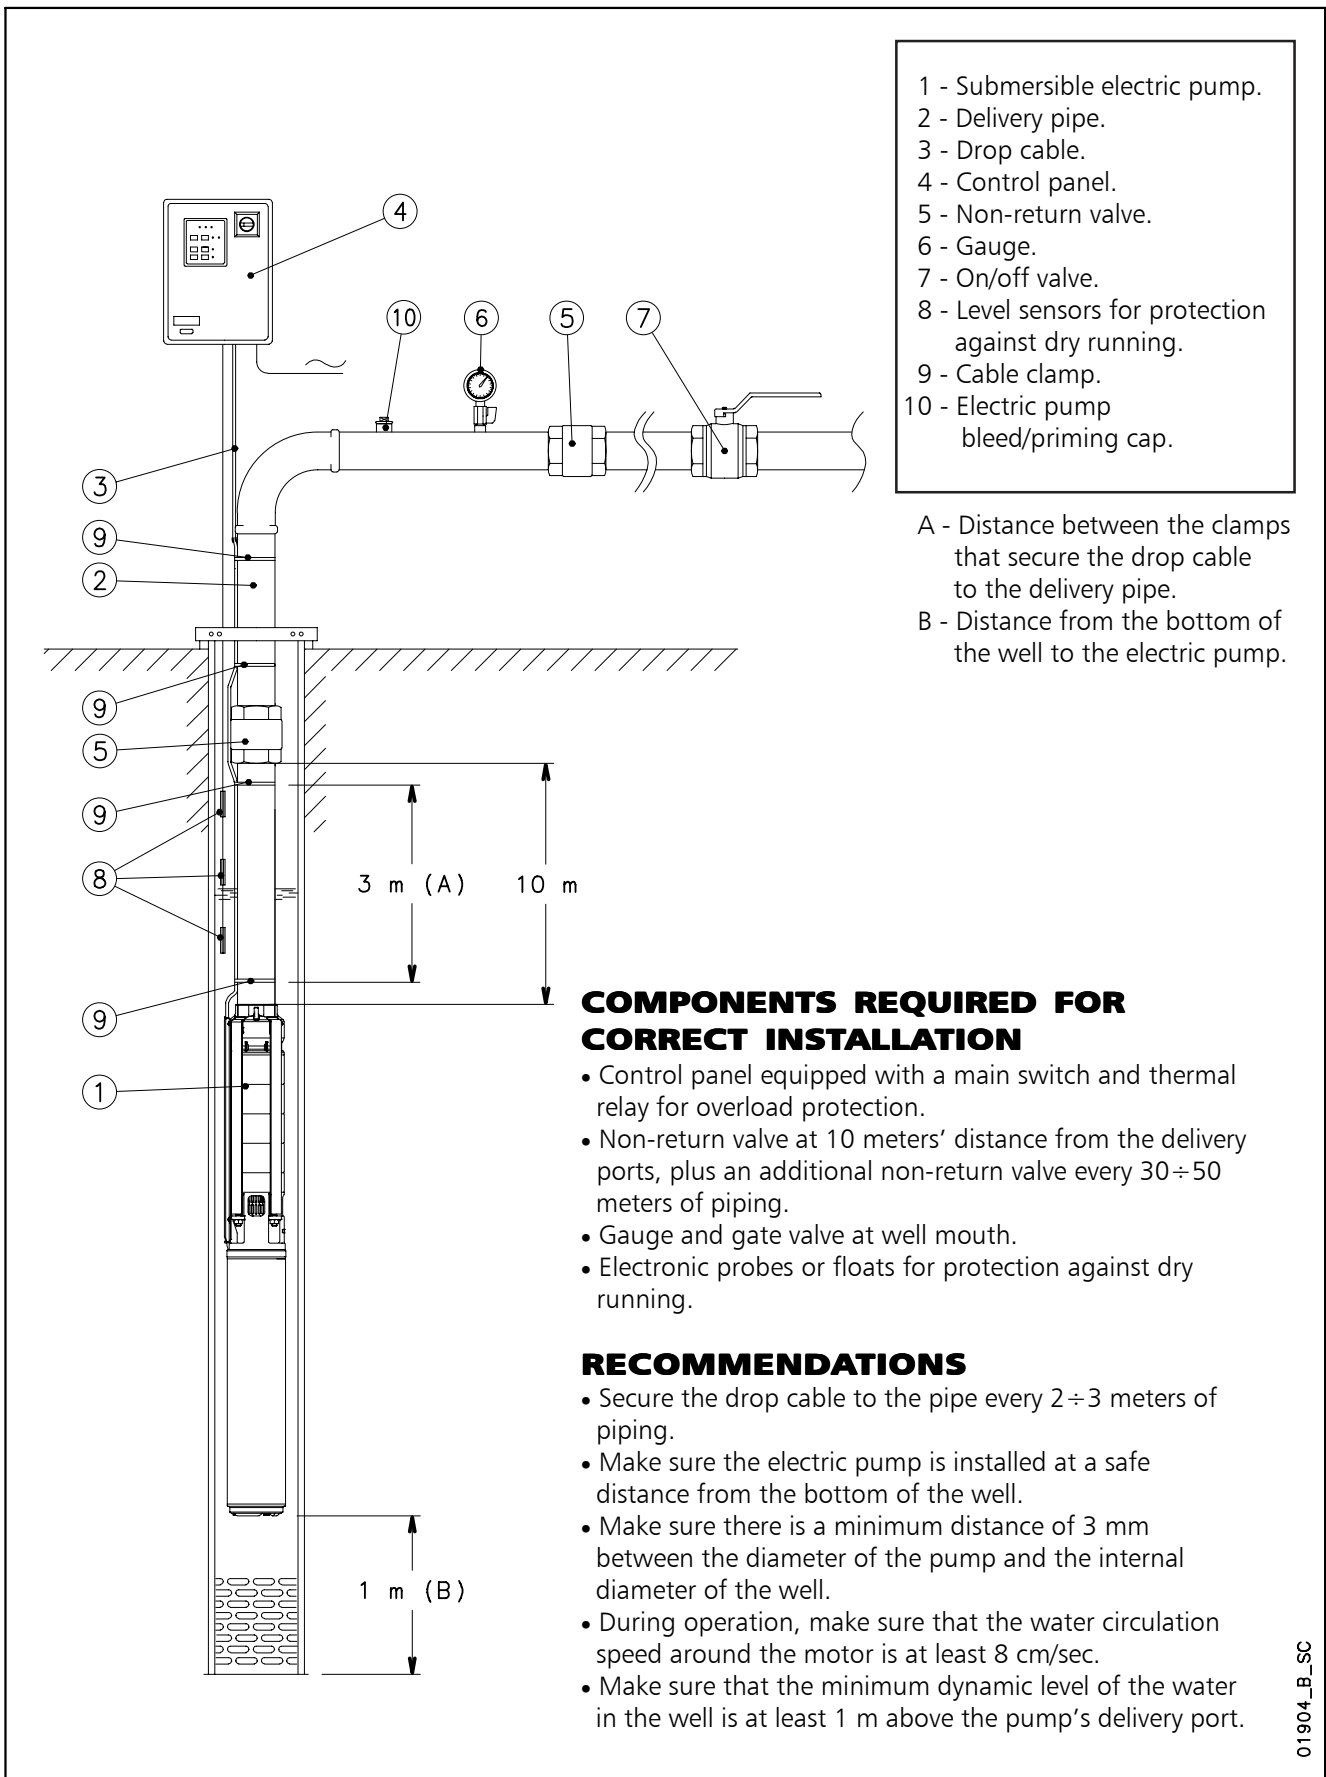 1 - Submersible electric pump.
2 - Delivery pipe.
3 - Drop cable.
4 - Control panel.
5 - Non-return valve.
6 - Gauge.
7 - On/off valve.
8 - Level sensors for protection
against dry running.
9 - Cable clamp.
10 - Electric pump
bleed/priming cap.
A - Distance between the clamps
that secure the drop cable
to the delivery pipe.
B - Distance from the bottom of
the well to the electric pump.
4
10
6
5
7
3
9
2
9
5
9
8
3 m (A)
10 m
9
1
1 m (B)
COMPONENTS REQUIRED FOR
CORRECT INSTALLATION
• Control panel equipped with a main switch and thermal
relay for overload protection.
• Non-return valve at 10 meters’ distance from the delivery
ports, plus an additional non-return valve every 30÷50
meters of piping.
• Gauge and gate valve at well mouth.
• Electronic probes or floats for protection against dry
running.
RECOMMENDATIONS
• Secure the drop cable to the pipe every 2÷3 meters of
piping.
• Make sure the electric pump is installed at a safe
distance from the bottom of the well.
• Make sure there is a minimum distance of 3 mm
between the diameter of the pump and the internal
diameter of the well.
• During operation, make sure that the water circulation
speed around the motor is at least 8 cm/sec.
• Make sure that the minimum dynamic level of the water
in the well is at least 1 m above the pump’s delivery port.
01904_B_SC